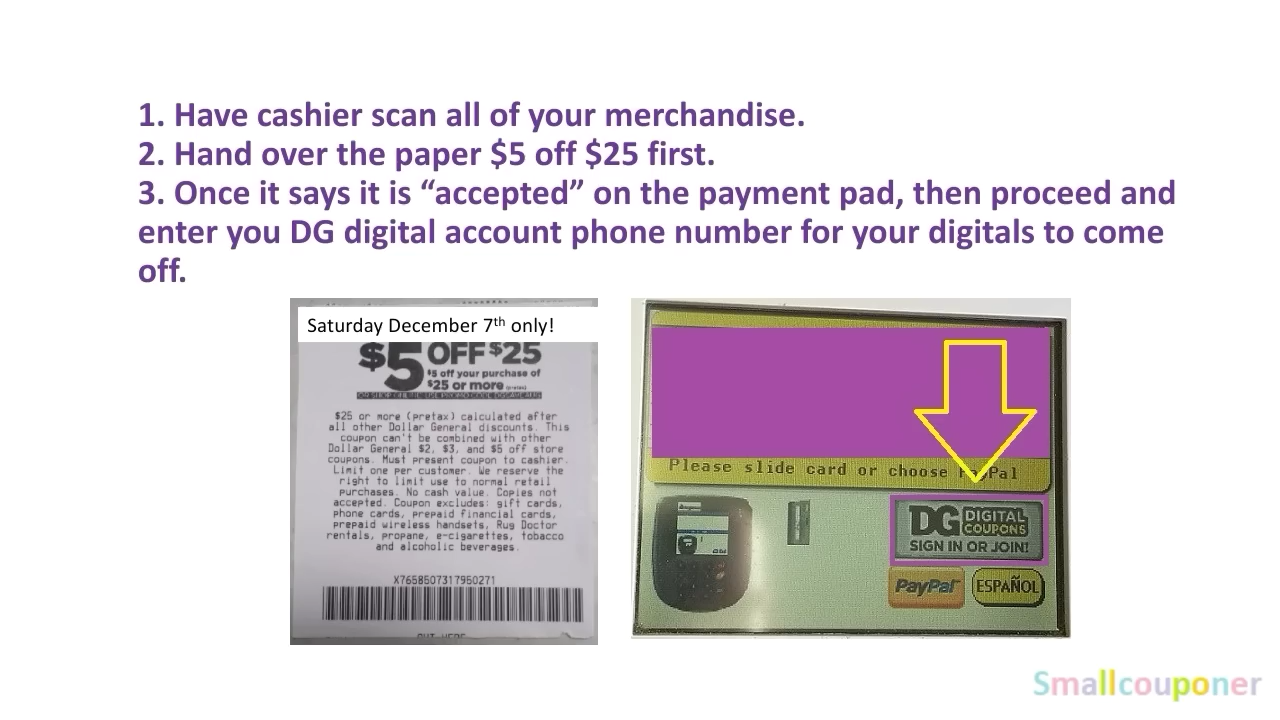 1. Have cashier scan all of your merchandise.
2. Hand over the paper $5 off $25 first.
3. Once it says it is “accepted” on the payment pad, then proceed and
enter you DG digital account phone number for your digitals to come
off.
Saturday December 7th only!
$5 OFF $25
$5 off your purchase of
$25 or more (pretax)
$25 or more (pretax) calculated after
all other Dollar General discounts. This
coupon can't be combined with other
Dollar General $2, $3, and $5 off store
coupons. Must present coupon to cashier.
Limit one per customer. We reserve the
right to limit use to normal retail
purchases. No cash value. Copies not
accepted. Coupon excludes: gift cards,
phone cards, prepaid financial cards,
prepaid wireless handsets, Rug Doctor
rentals, propane, e-cigarettes, tobacco
and alcoholic beverages.
X7658507317950271
Please slide card or choose PayPal
DG DIGITAL
COUPONS
SIGN IN OR JOIN!
PayPal
ESPAÑOL
Smallcouponer